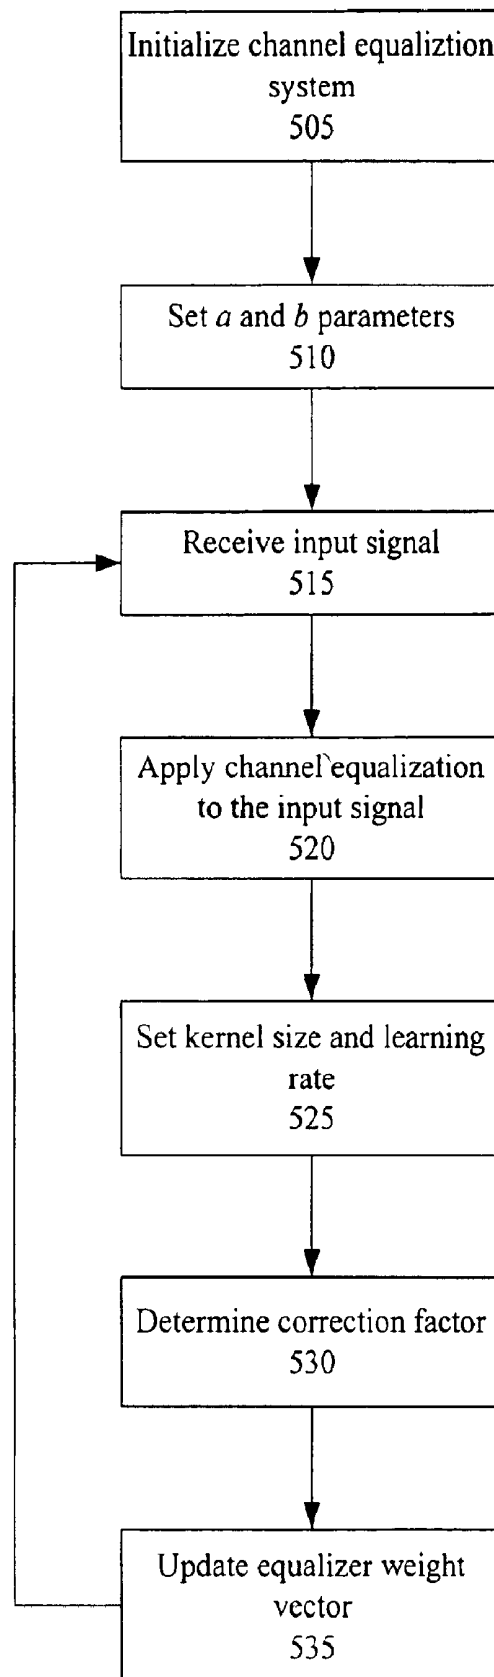 Initialize channel equaliztion
system
505
Set a and b parameters
510
Receive input signal
515
Apply channel equalization
to the input signal
520
Set kernel size and learning
rate
525
Determine correction factor
530
Update equalizer weight
vector
535